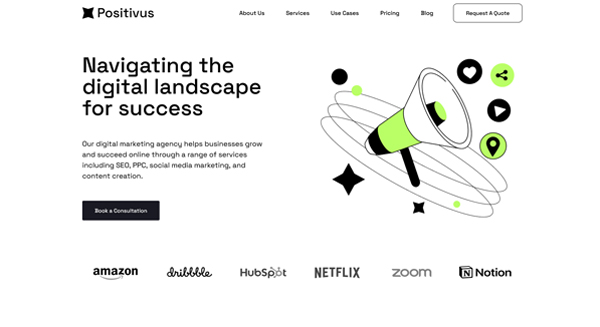 Positivus
About Us
Services
Use Cases
Pricing
Blog
Request A Quote
Navigating the
digital landscape
for success
Our digital marketing agency helps businesses grow
and succeed online through a range of services
including SEO, PPC, social media marketing, and
content creation.
Book a Consultation
amazon
dribbble
HubSpot
NETFLIX
zoom
Notion